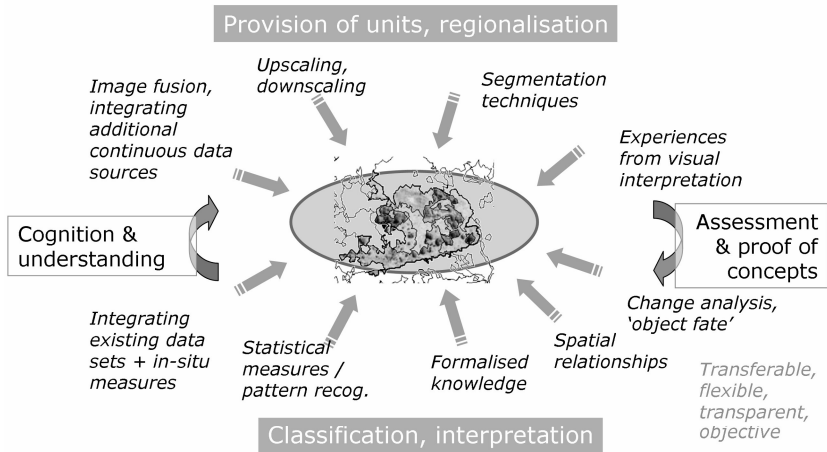 Provision of units, regionalisation
Upscaling,
downscaling
Segmentation
techniques
Image fusion,
integrating
additional
continuous data
sources
Experiences
from visual
interpretation
Cognition &
understanding
Assessment
& proof of
concepts
Integrating
existing data
sets + in-situ
measures
Statistical
measures /
pattern recog.
Formalised
knowledge
Spatial
relationships
Change analysis,
‘object fate’
Transferable,
flexible,
transparent,
objective
Classification, interpretation